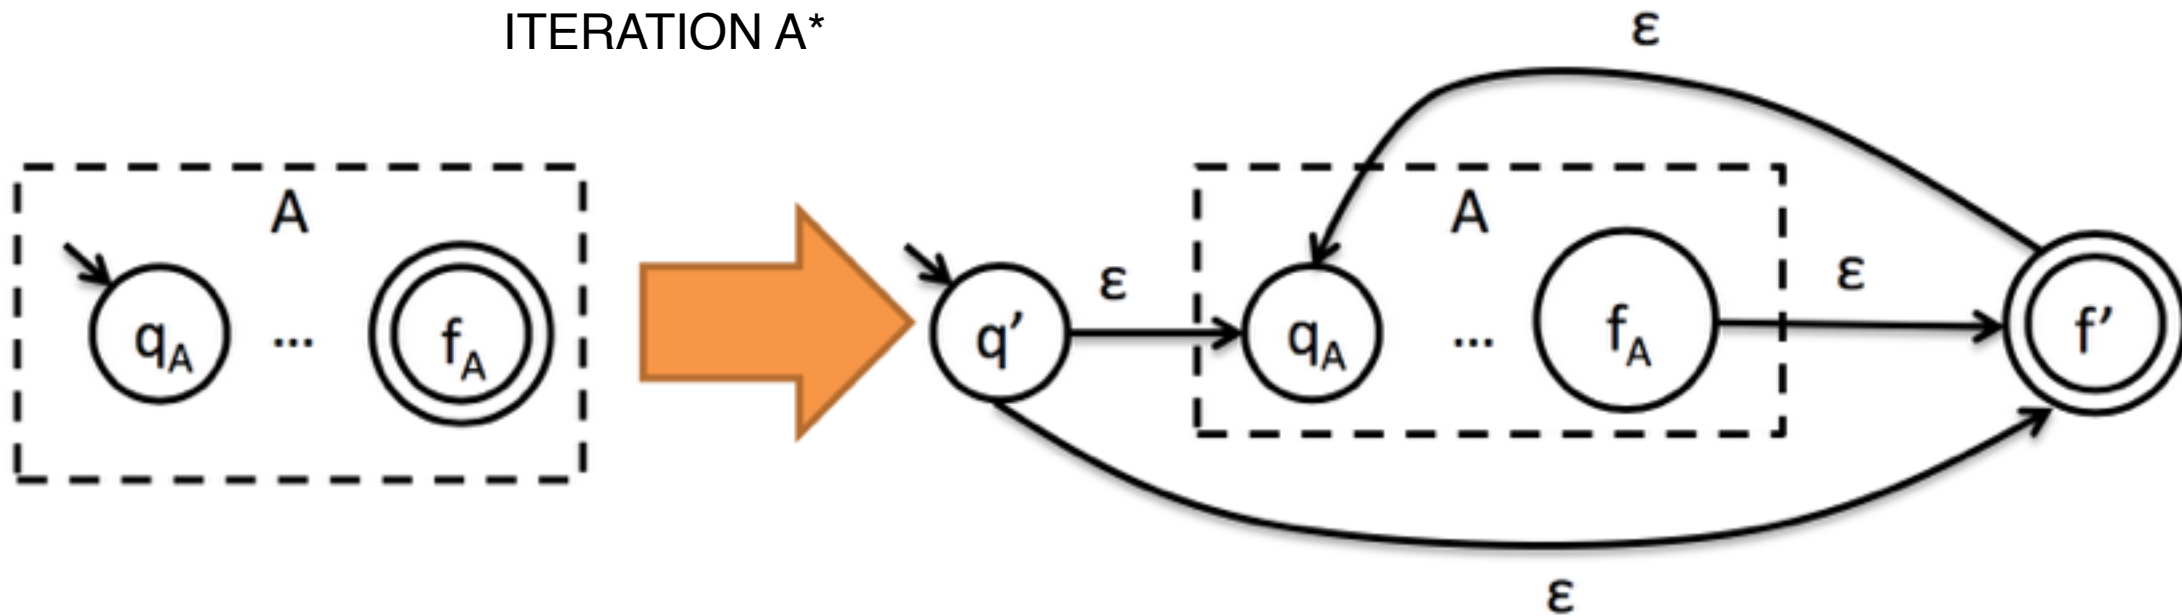 ITERATION A*
ε
A
A
q_A ... f_A
q' ε q_A ... f_A ε f'
ε